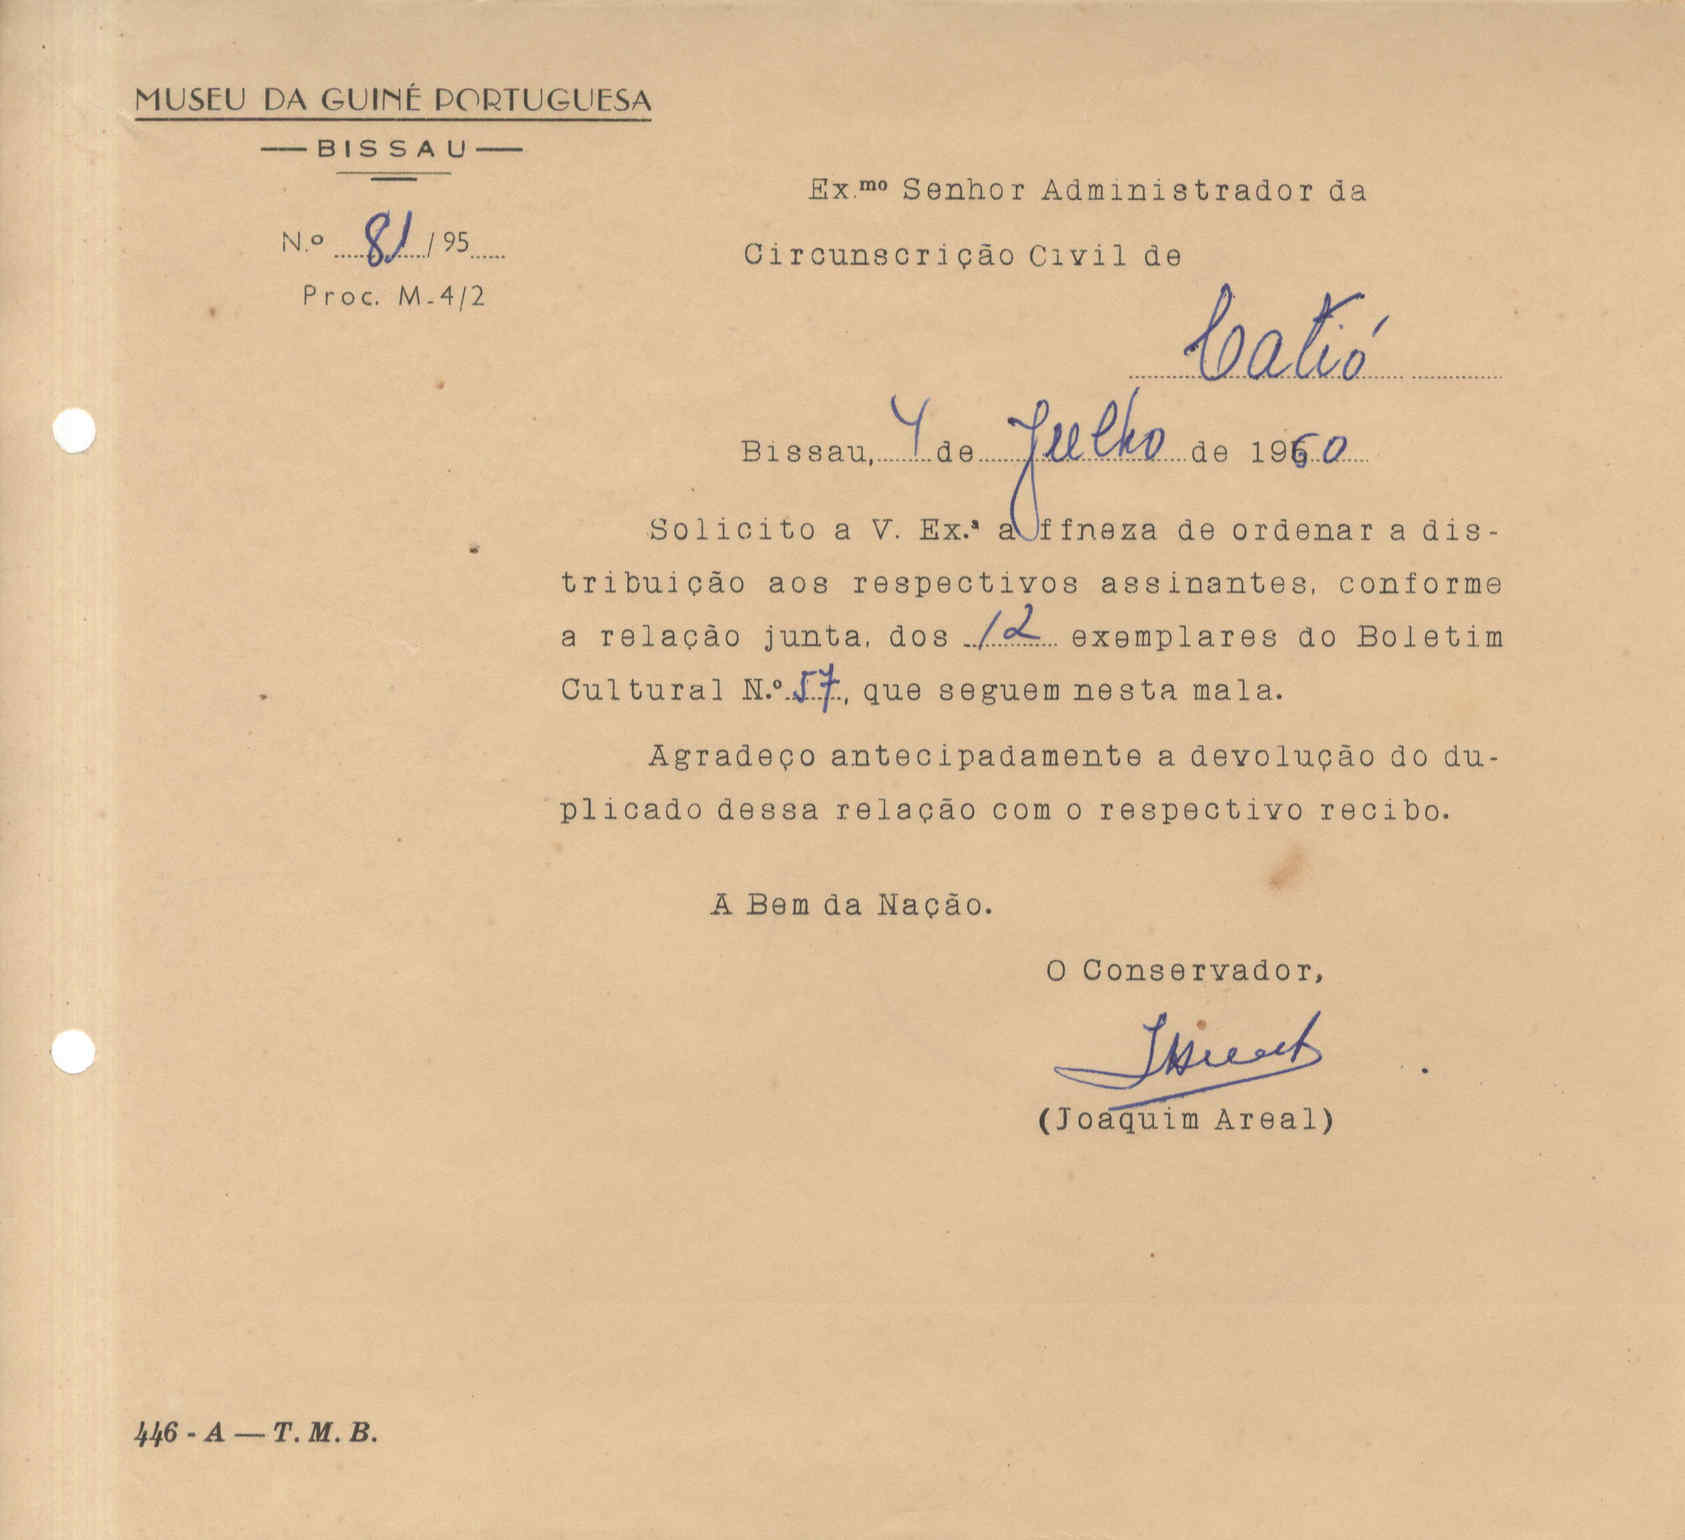 MUSEU DA GUINÉ PORTUGUESA
BISSAU
N.º 81/95
Proc. M-4/2
Ex.mo Senhor Administrador da
Circunscrição Civil de
Catió
Bissau, 4 de Julho de 1960
Solicito a V. Ex.ª a ffneza de ordenar a dis-
tribuição aos respectivos assinantes, conforme
a relação junta, dos 12 exemplares do Boletim
Cultural N.º 57, que seguem nesta mala.
Agradeço antecipadamente a devolução do du-
plicado dessa relação com o respectivo recibo.
A Bem da Nação.
O Conservador,
(Joaquim Areal)
446 - A — T. M. B.